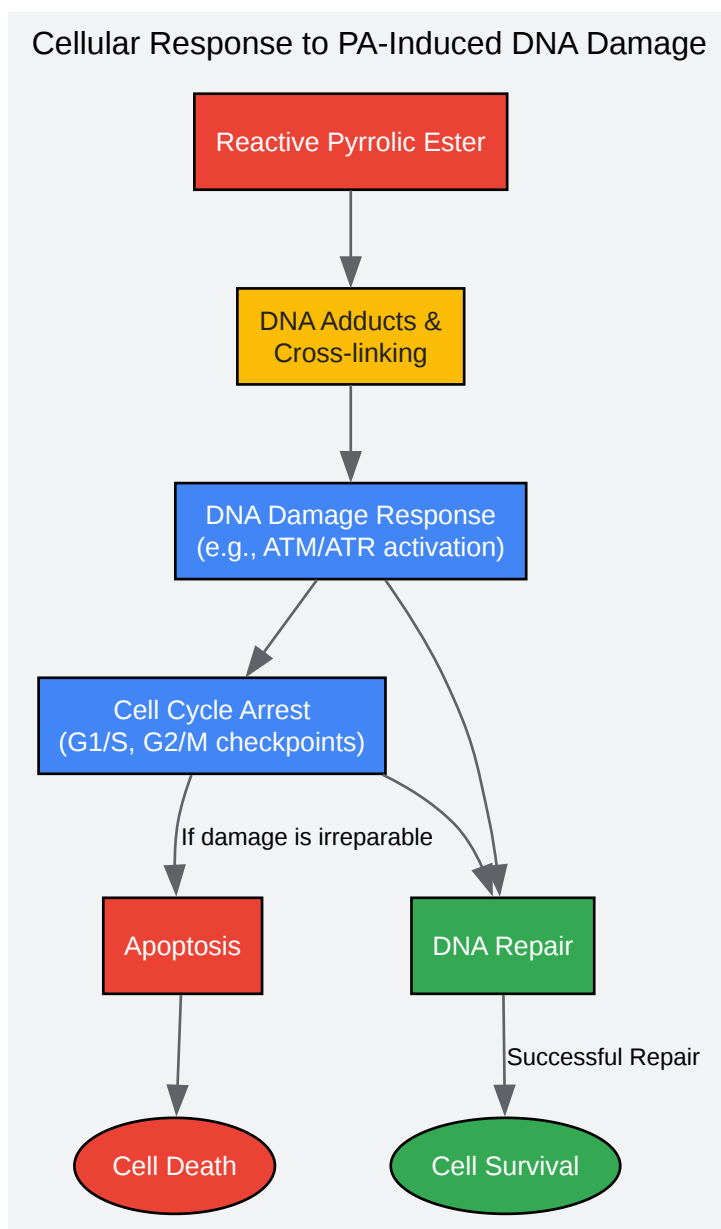 Cellular Response to PA-Induced DNA Damage
Reactive Pyrrolic Ester
DNA Adducts &
Cross-linking
DNA Damage Response
(e.g., ATM/ATR activation)
Cell Cycle Arrest
(G1/S, G2/M checkpoints)
If damage is irreparable
Apoptosis
DNA Repair
Successful Repair
Cell Death
Cell Survival